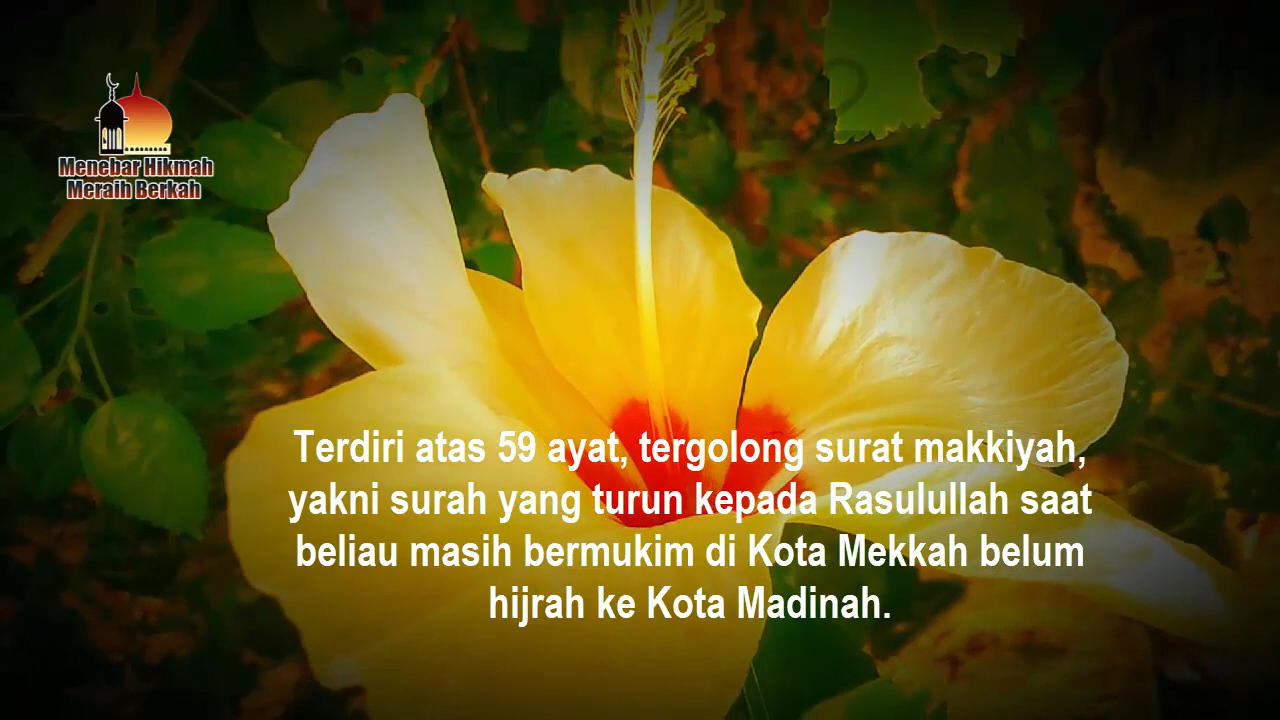 Menebar Hikmah
Meraih Berkah
Terdiri atas 59 ayat, tergolong surat makkiyah,
yakni surah yang turun kepada Rasulullah saat
beliau masih bermukim di Kota Mekkah belum
hijrah ke Kota Madinah.